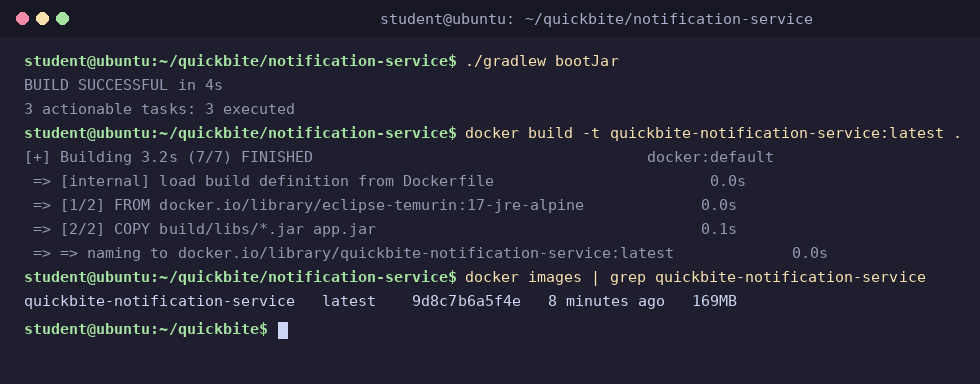 student@ubuntu: ~/quickbite/notification-service
student@ubuntu:~/quickbite/notification-service$ ./gradlew bootJar
BUILD SUCCESSFUL in 4s
3 actionable tasks: 3 executed
student@ubuntu:~/quickbite/notification-service$ docker build -t quickbite-notification-service:latest .
[+] Building 3.2s (7/7) FINISHED                                     docker:default
 => [internal] load build definition from Dockerfile                        0.0s
 => [1/2] FROM docker.io/library/eclipse-temurin:17-jre-alpine             0.0s
 => [2/2] COPY build/libs/*.jar app.jar                                    0.1s
 => => naming to docker.io/library/quickbite-notification-service:latest             0.0s
student@ubuntu:~/quickbite/notification-service$ docker images | grep quickbite-notification-service
quickbite-notification-service   latest    9d8c7b6a5f4e   8 minutes ago   169MB
student@ubuntu:~/quickbite$